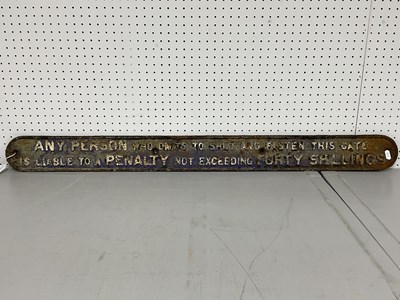 ANY PERSON WHO OMITS TO SHUT AND FASTEN THIS GATE
IS LIABLE TO A PENALTY NOT EXCEEDING FORTY SHILLINGS